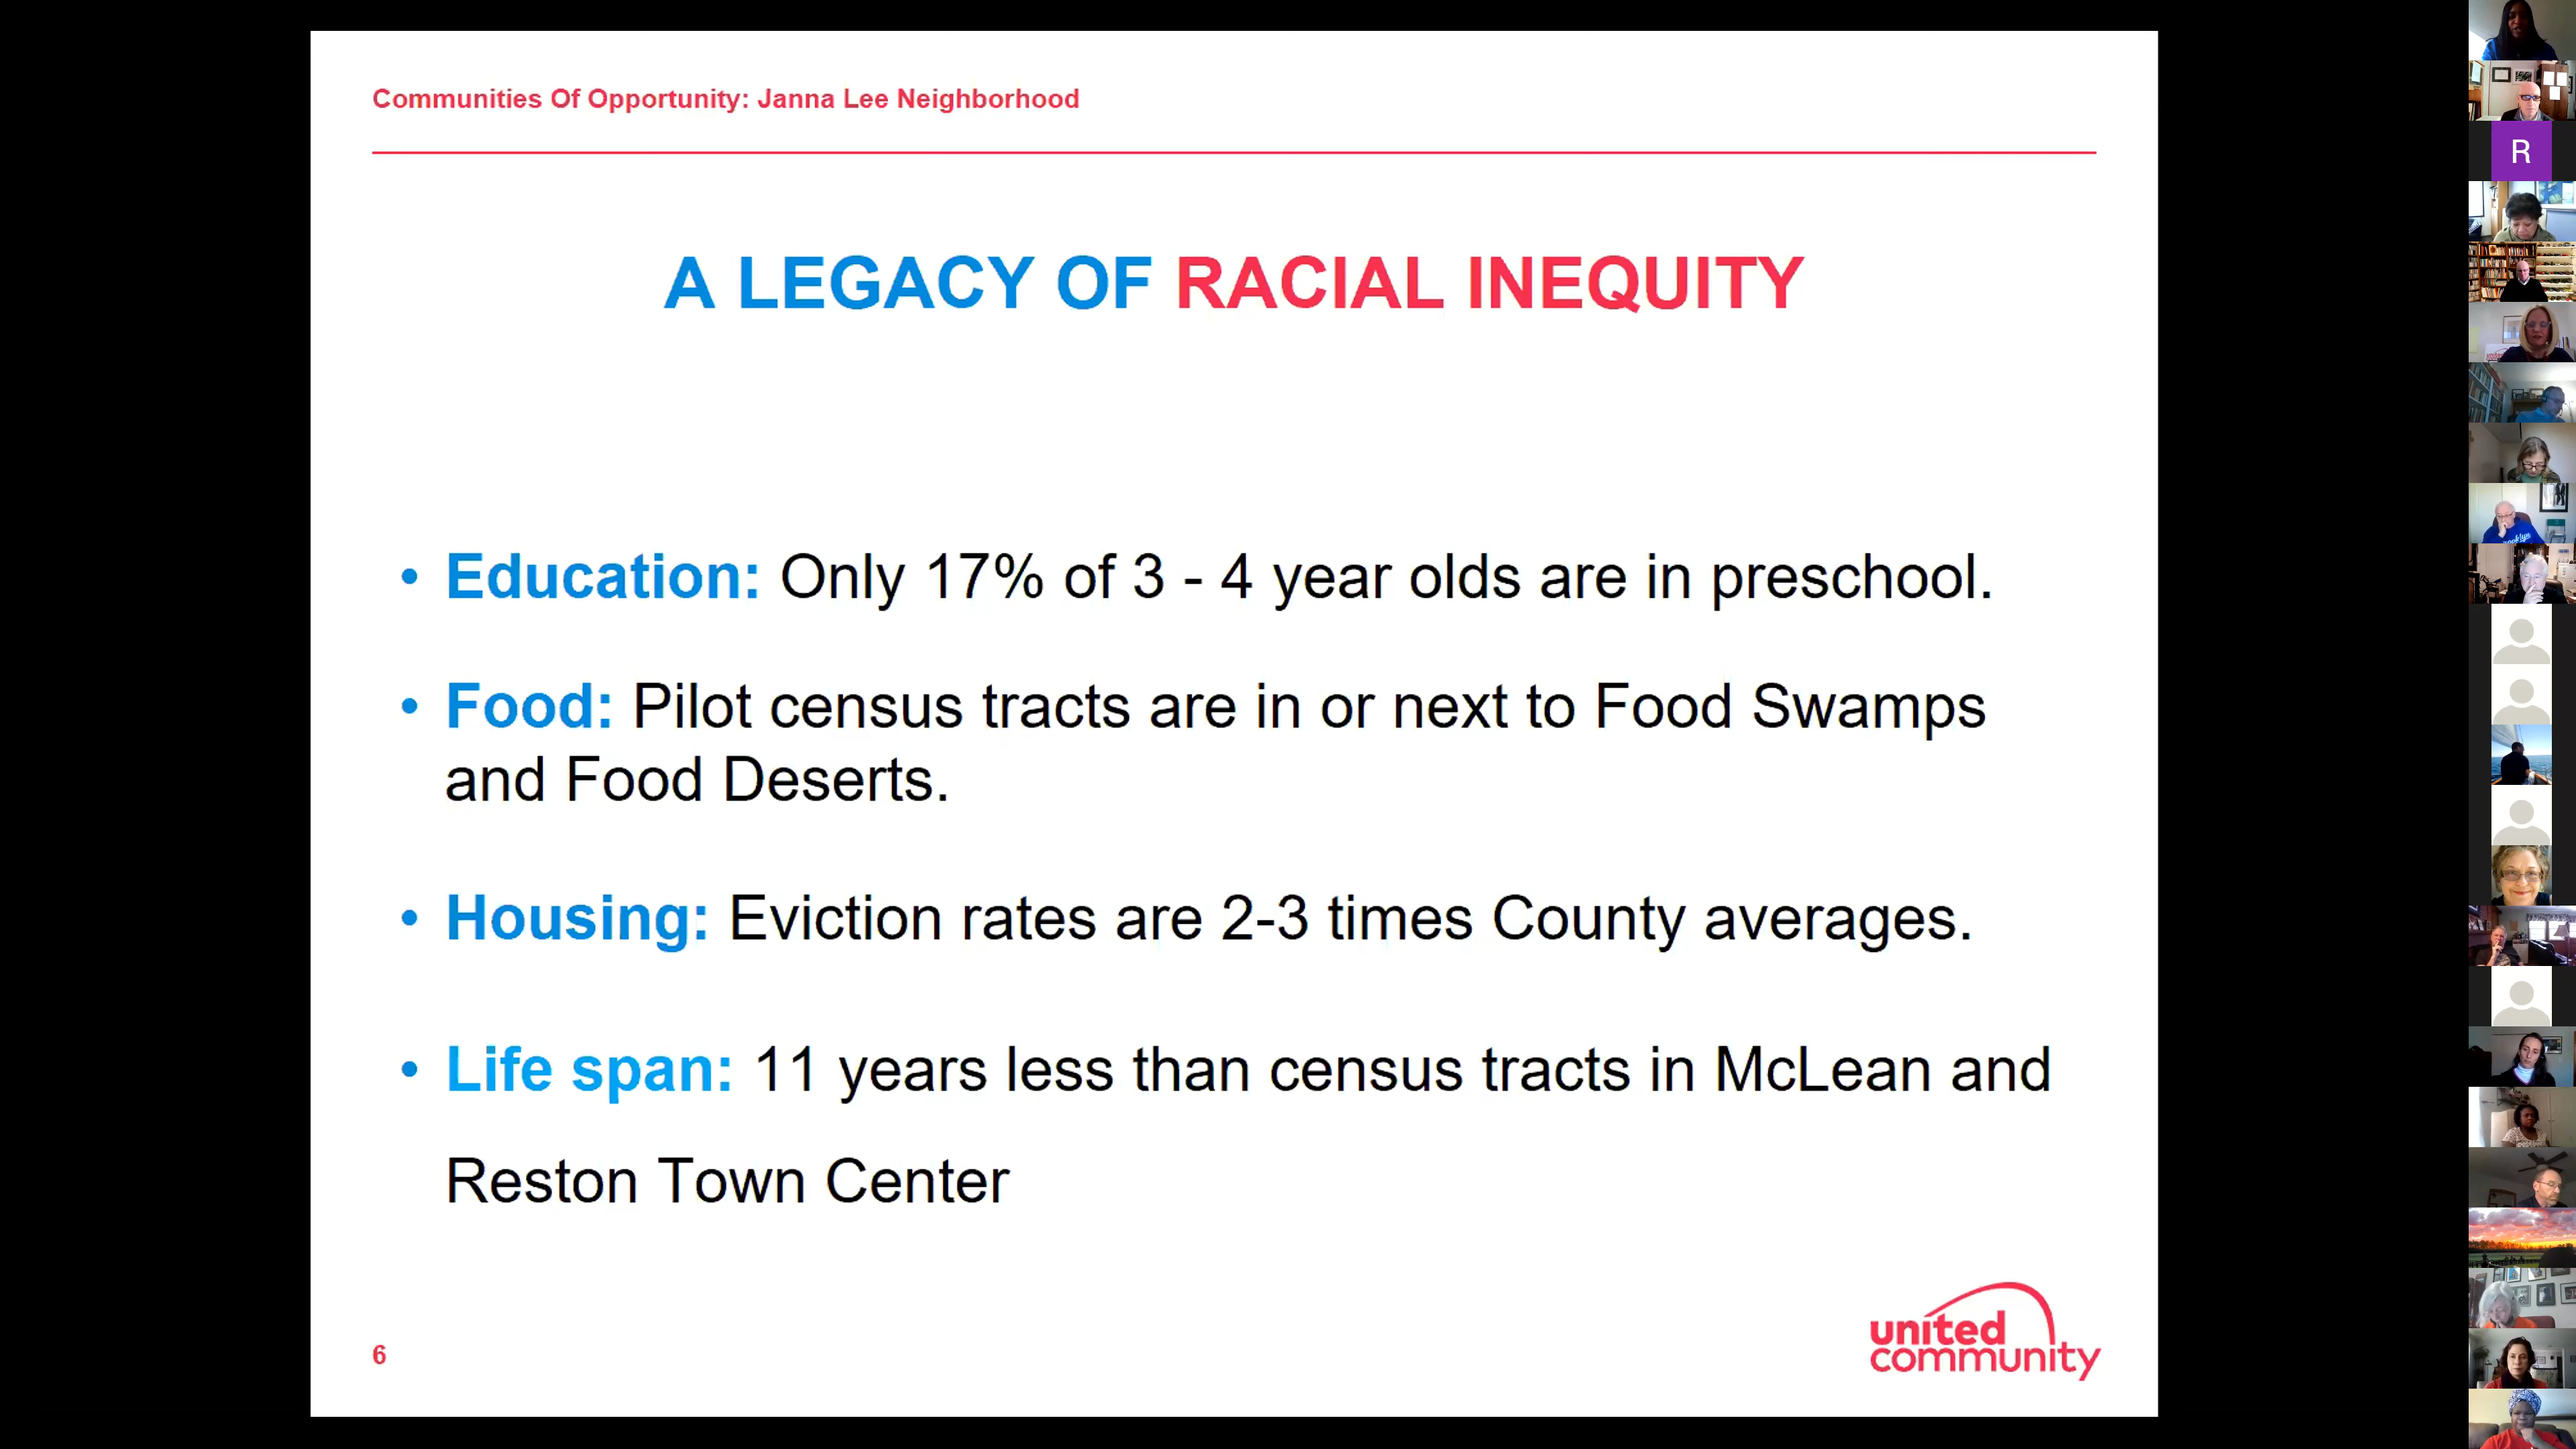 Communities Of Opportunity: Janna Lee Neighborhood
A LEGACY OF RACIAL INEQUITY
• Education: Only 17% of 3 - 4 year olds are in preschool.
• Food: Pilot census tracts are in or next to Food Swamps
and Food Deserts.
• Housing: Eviction rates are 2-3 times County averages.
• Life span: 11 years less than census tracts in McLean and
Reston Town Center
6
united
community
R